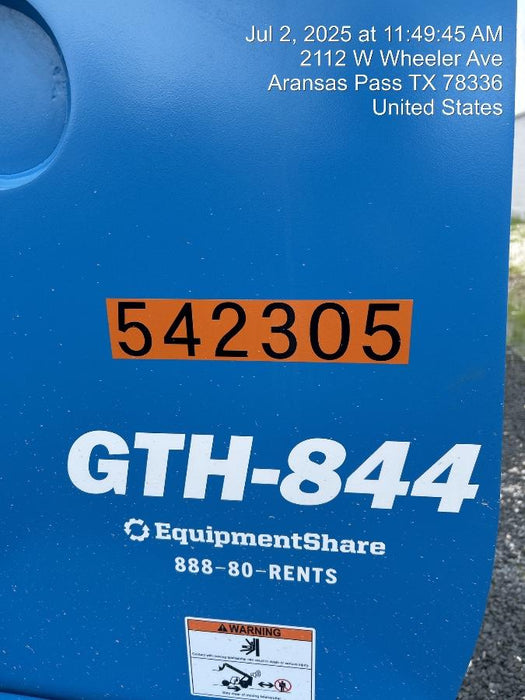 Jul 2, 2025 at 11:49:45 AM
2112 W Wheeler Ave
Aransas Pass TX 78336
United States
542305
GTH-844
EquipmentShare
888-80-RENTS
WARNING